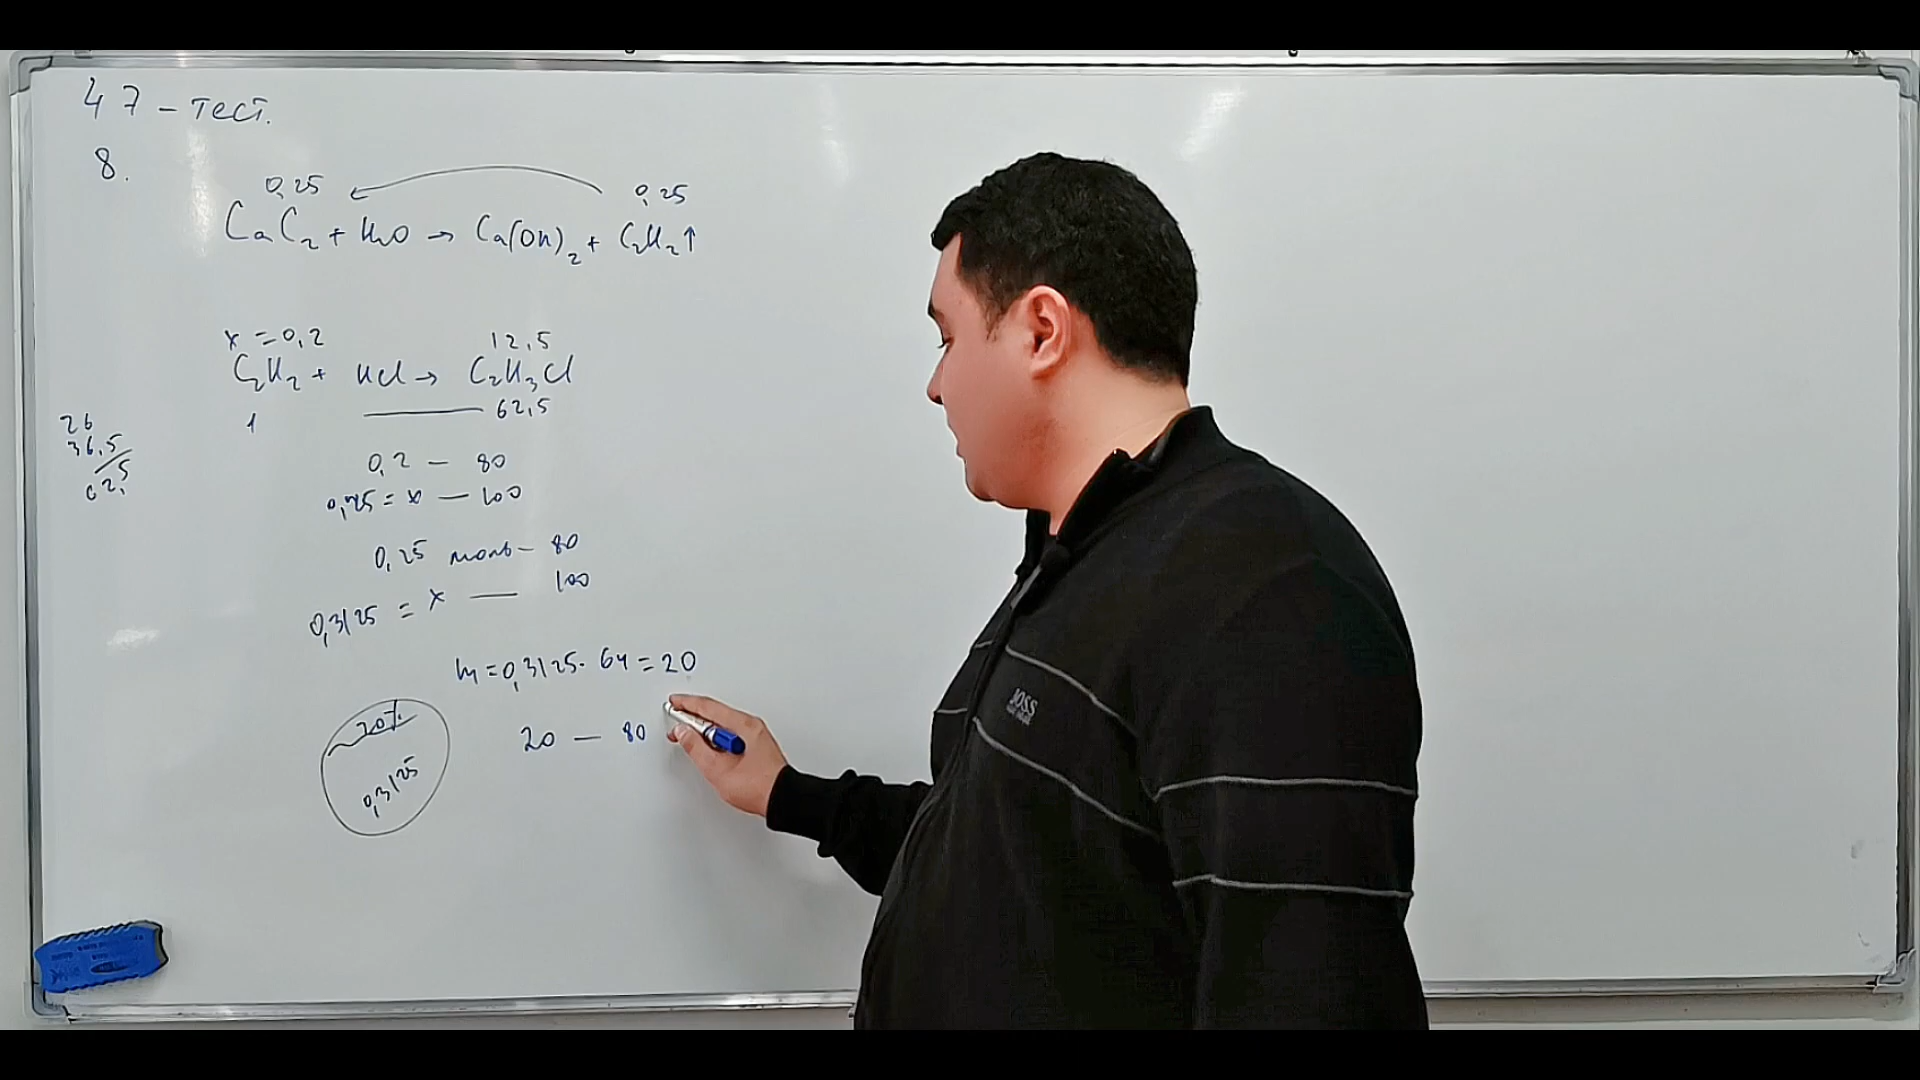 47 - тест.
8.
0,25 0,25
CaC2 + H2O → Ca(OH)2 + C2H2↑
x = 0,2 12,5
C2H2 + HCl → C2H3Cl
1 —— 62,5
26
36,5
62,5
0,2 — 80
0,25 = x — 100
0,25 моль — 80
0,3125 = x — 100
m = 0,3125 · 64 = 20
20 — 80
20%
0,3125
BOSS